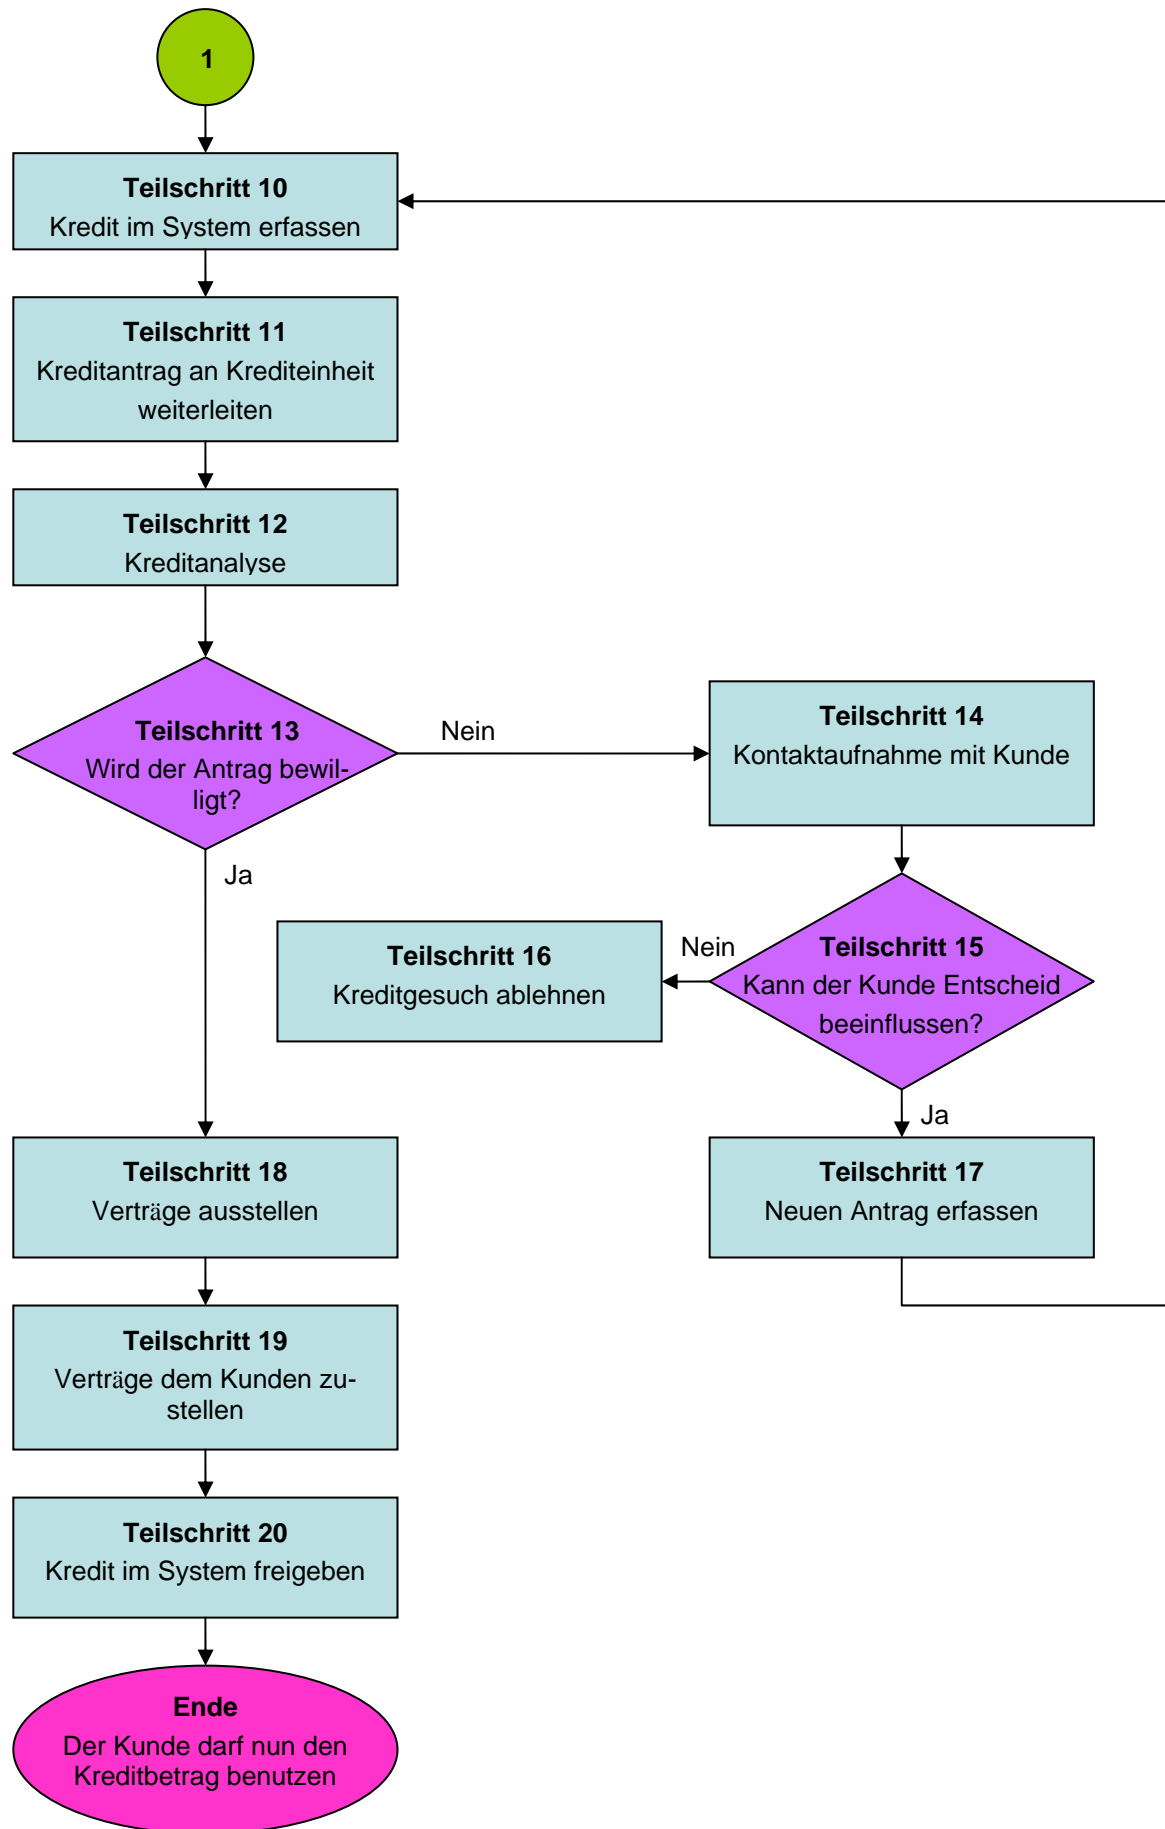 1
Teilschritt 10
Kredit im System erfassen
Teilschritt 11
Kreditantrag an Krediteinheit
weiterleiten
Teilschritt 12
Kreditanalyse
Teilschritt 13
Wird der Antrag bewil-
ligt?
Nein
Teilschritt 14
Kontaktaufnahme mit Kunde
Ja
Teilschritt 15
Kann der Kunde Entscheid
beeinflussen?
Nein
Teilschritt 16
Kreditgesuch ablehnen
Ja
Teilschritt 17
Neuen Antrag erfassen
Teilschritt 18
Verträge ausstellen
Teilschritt 19
Verträge dem Kunden zu-
stellen
Teilschritt 20
Kredit im System freigeben
Ende
Der Kunde darf nun den
Kreditbetrag benutzen